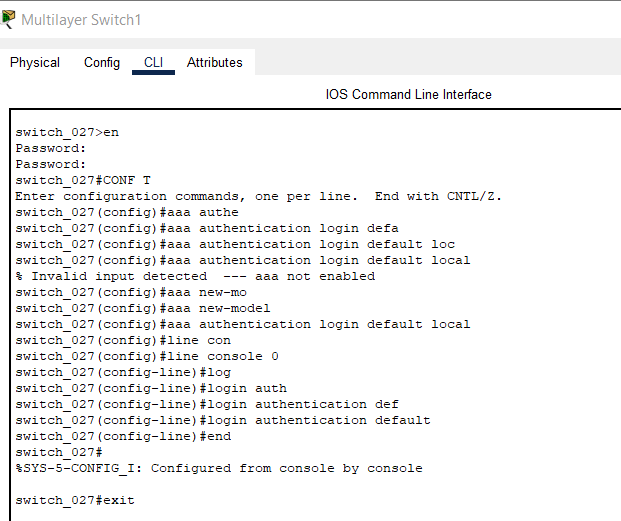 Multilayer Switch1
Physical Config CLI Attributes
IOS Command Line Interface
switch_027>en
Password:
Password:
switch_027#CONF T
Enter configuration commands, one per line.  End with CNTL/Z.
switch_027(config)#aaa authe
switch_027(config)#aaa authentication login defa
switch_027(config)#aaa authentication login default loc
switch_027(config)#aaa authentication login default local
% Invalid input detected  --- aaa not enabled
switch_027(config)#aaa new-mo
switch_027(config)#aaa new-model
switch_027(config)#aaa authentication login default local
switch_027(config)#line con
switch_027(config)#line console 0
switch_027(config-line)#log
switch_027(config-line)#login auth
switch_027(config-line)#login authentication def
switch_027(config-line)#login authentication default
switch_027(config-line)#end
switch_027#
%SYS-5-CONFIG_I: Configured from console by console
switch_027#exit